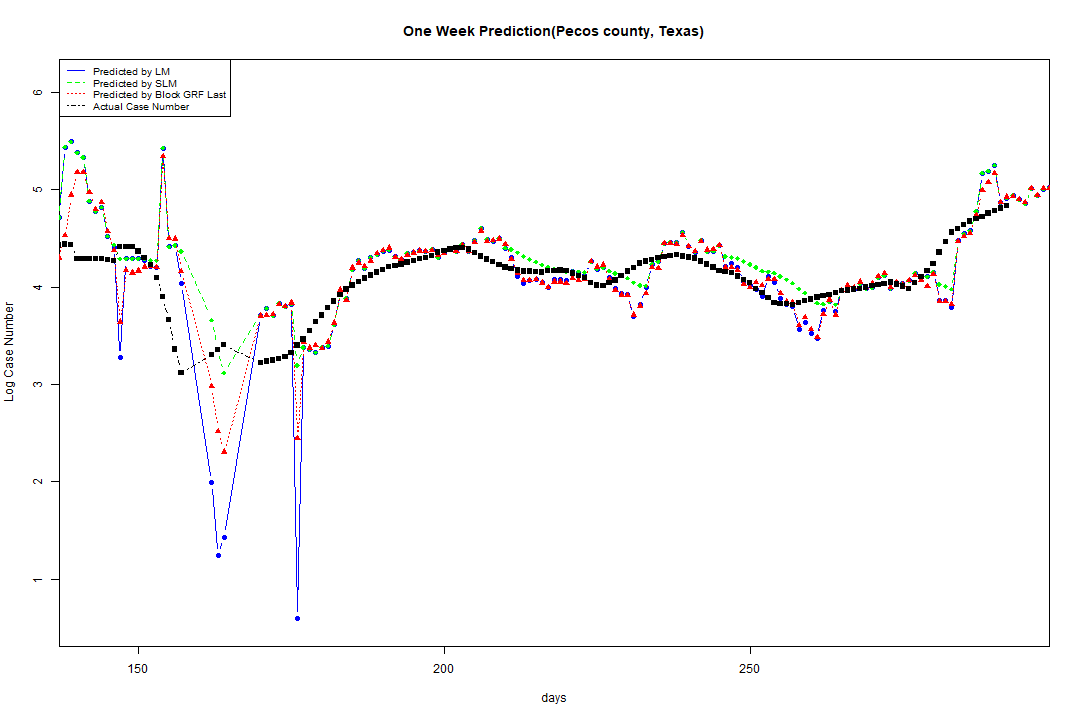 One Week Prediction(Pecos county, Texas)
Predicted by LM
Predicted by SLM
Predicted by Block GRF Last
Actual Case Number
6
5
4
3
2
1
Log Case Number
150
200
250
days